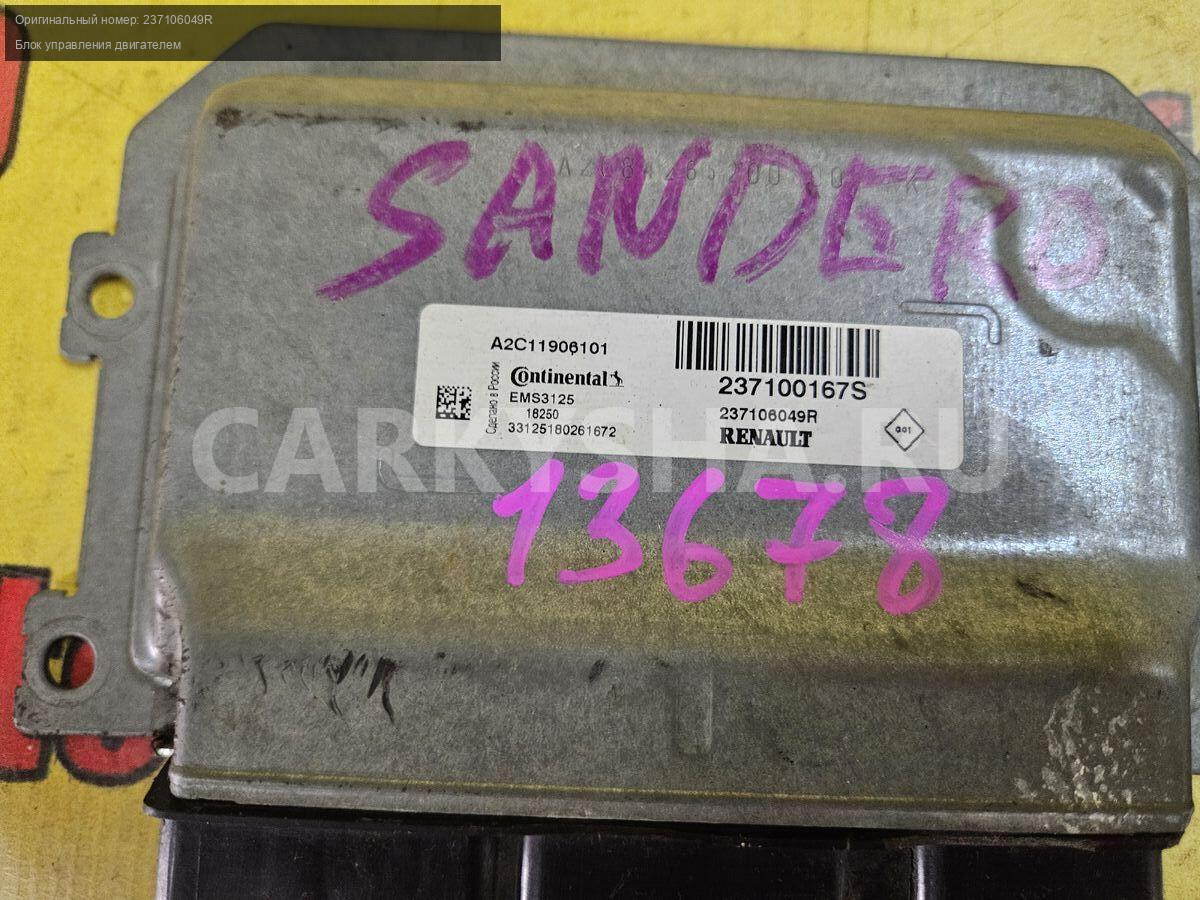 Оригинальный номер: 237106049R
Блок управления двигателем
SANDERO
A2C11906101
Continental
Сделано в России
EMS3125
18250
33125180261672
237100167S
237106049R
RENAULT
G01
CARKYSHA.RU
13678